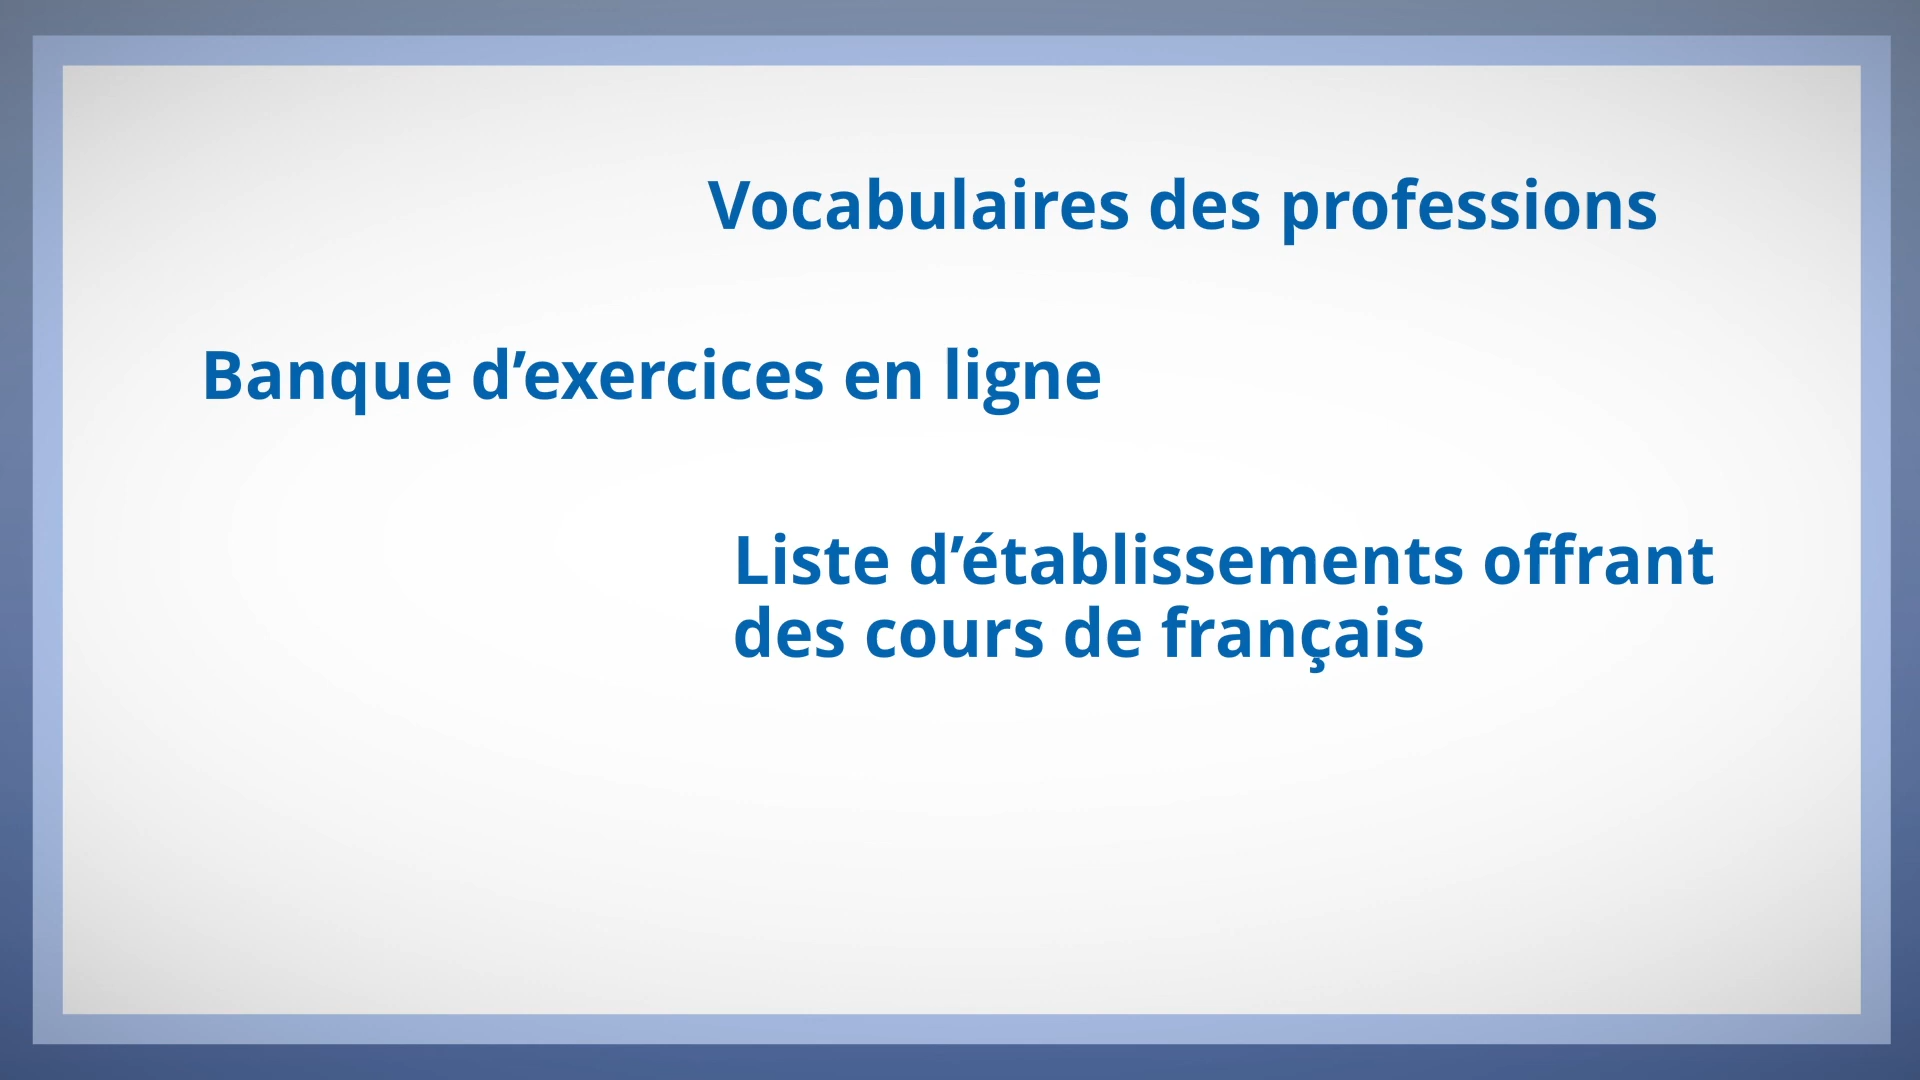 Vocabulaires des professions
Banque d’exercices en ligne
Liste d’établissements offrant
des cours de français